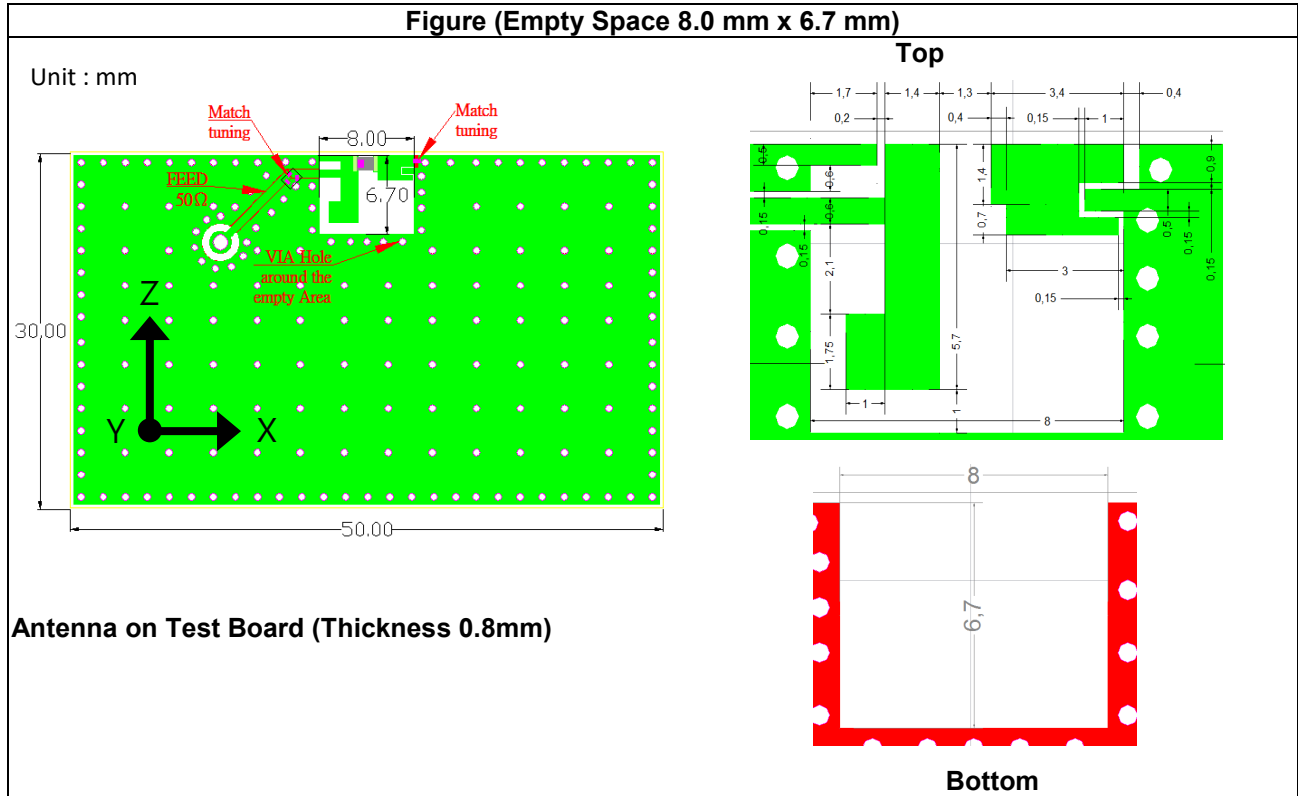 Figure (Empty Space 8.0 mm x 6.7 mm)
Unit : mm
Match
tuning
Match
tuning
8.00
6,70
FEED
50Ω
VIA Hole
around the
empty Area
30,00
Z
Y
X
50.00
Antenna on Test Board (Thickness 0.8mm)
Top
1,7
1,4
1,3
3,4
0,4
0,2
0,4
0,15
1
0,5
0,6
0,6
0,15
0,15
2,1
1,75
1
5,7
1
8
1,4
0,7
3
0,15
0,9
0,5
0,15
0,15
8
6,7
Bottom